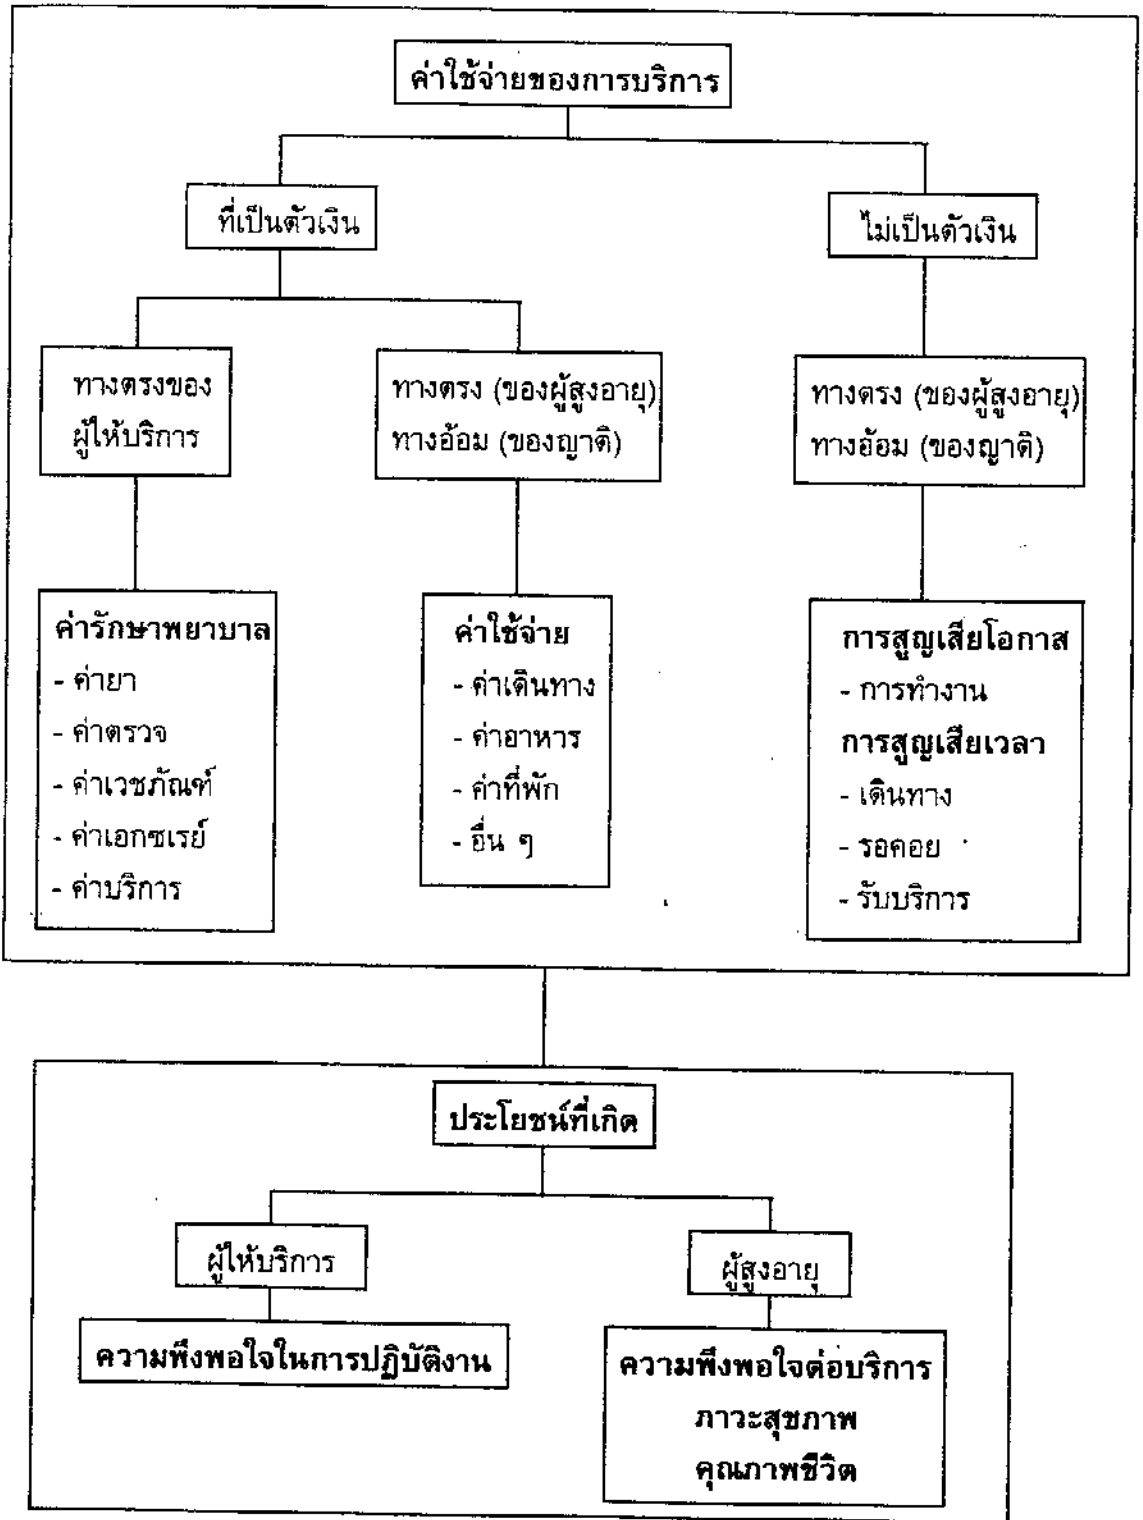 ค่าใช้จ่ายของการบริการ
ที่เป็นตัวเงิน
ไม่เป็นตัวเงิน
ทางตรงของ
ผู้ให้บริการ
ทางตรง (ของผู้สูงอายุ)
ทางอ้อม (ของญาติ)
ทางตรง (ของผู้สูงอายุ)
ทางอ้อม (ของญาติ)
ค่ารักษาพยาบาล
- ค่ายา
- ค่าตรวจ
- ค่าเวชภัณฑ์
- ค่าเอกซเรย์
- ค่าบริการ
ค่าใช้จ่าย
- ค่าเดินทาง
- ค่าอาหาร
- ค่าที่พัก
- อื่น ๆ
การสูญเสียโอกาส
- การทำงาน
การสูญเสียเวลา
- เดินทาง
- รอคอย
- รับบริการ
ประโยชน์ที่เกิด
ผู้ให้บริการ
ผู้สูงอายุ
ความพึงพอใจในการปฏิบัติงาน
ความพึงพอใจต่อบริการ
ภาวะสุขภาพ
คุณภาพชีวิต